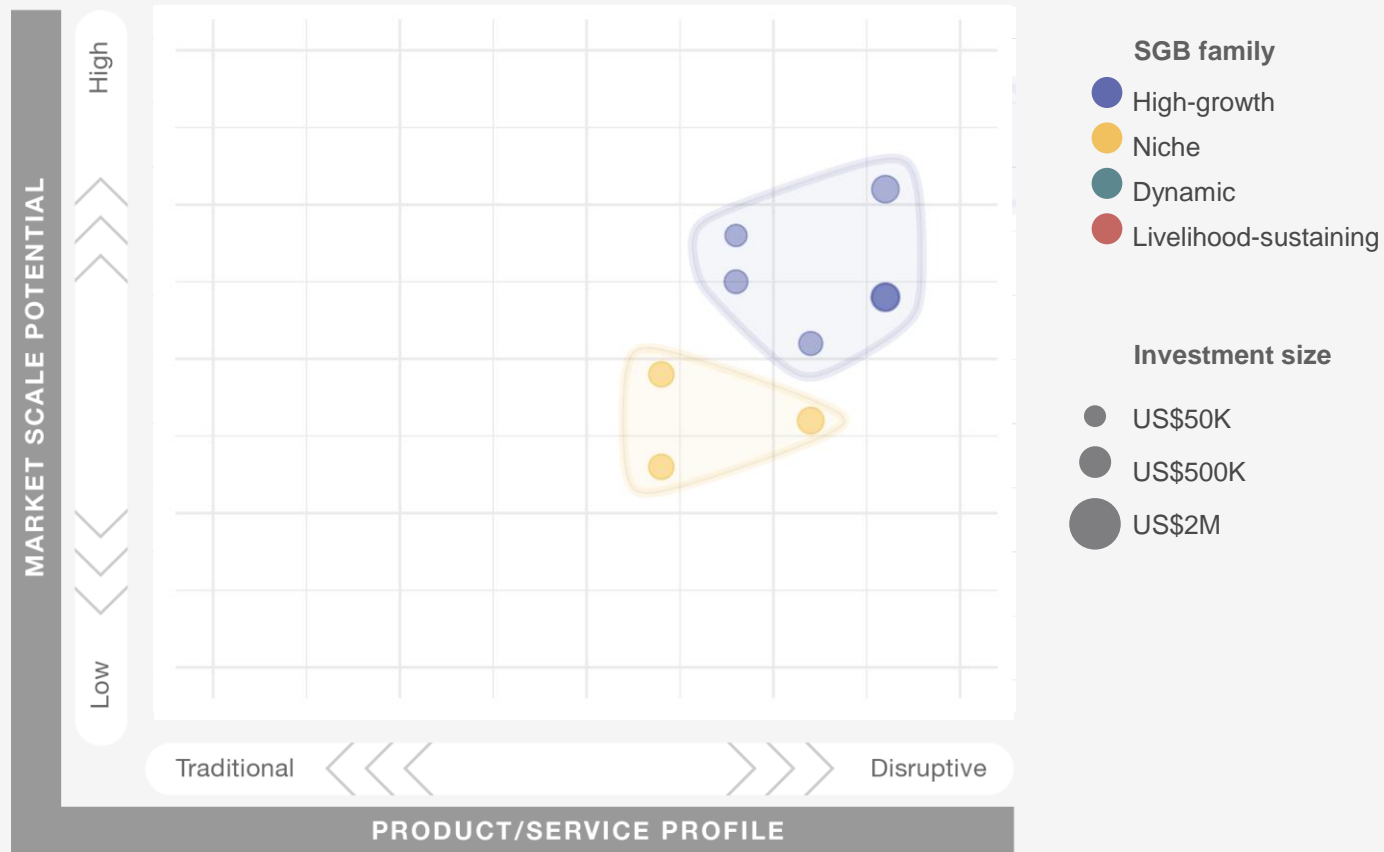 MARKET SCALE POTENTIAL
High
Low
Traditional
Disruptive
PRODUCT/SERVICE PROFILE
SGB family
High-growth
Niche
Dynamic
Livelihood-sustaining
Investment size
US$50K
US$500K
US$2M